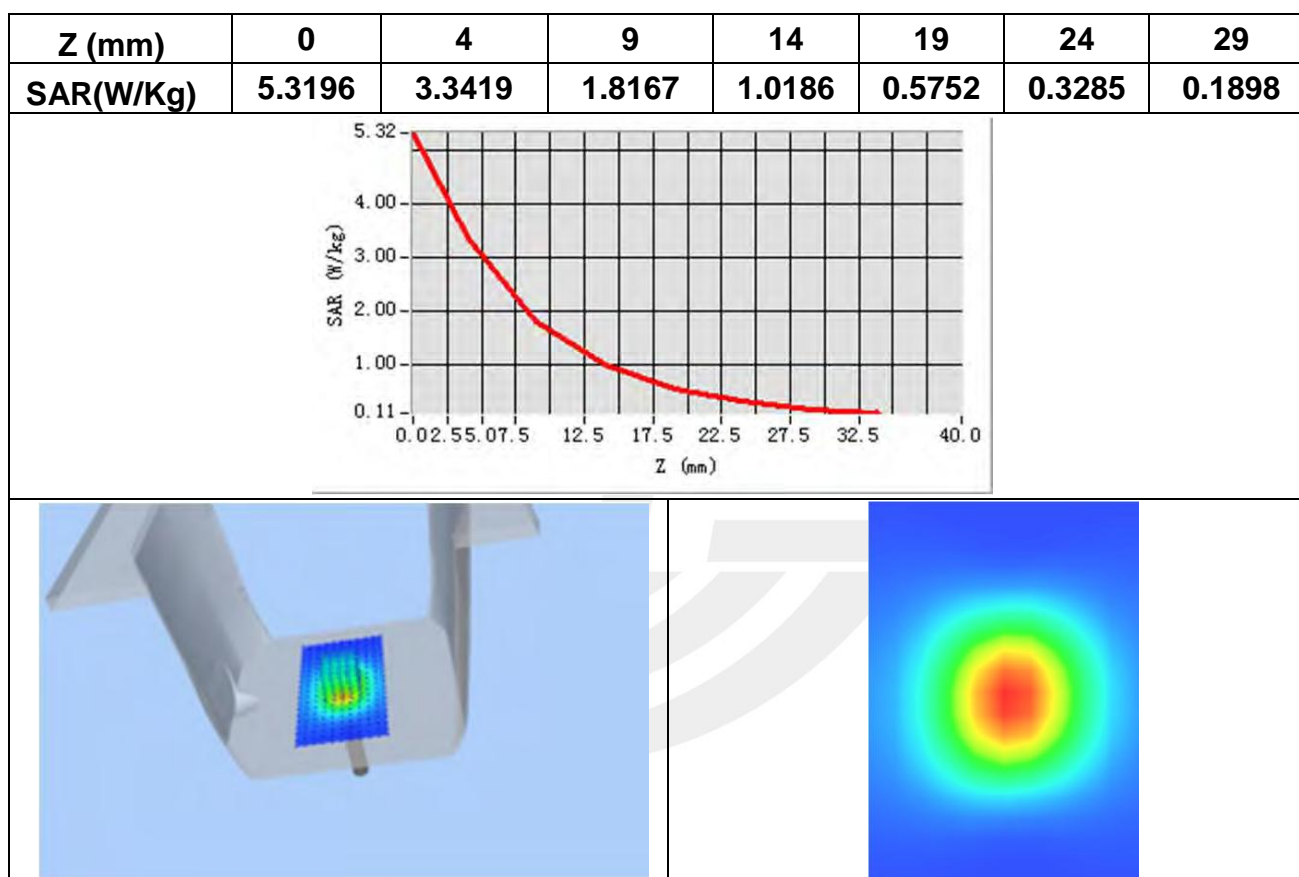 Z (mm) 0 4 9 14 19 24 29
SAR(W/Kg) 5.3196 3.3419 1.8167 1.0186 0.5752 0.3285 0.1898
5.32
4.00
3.00
2.00
1.00
0.11
SAR (W/kg)
0.0 2.5 5.0 7.5 12.5 17.5 22.5 27.5 32.5 40.0
Z (mm)